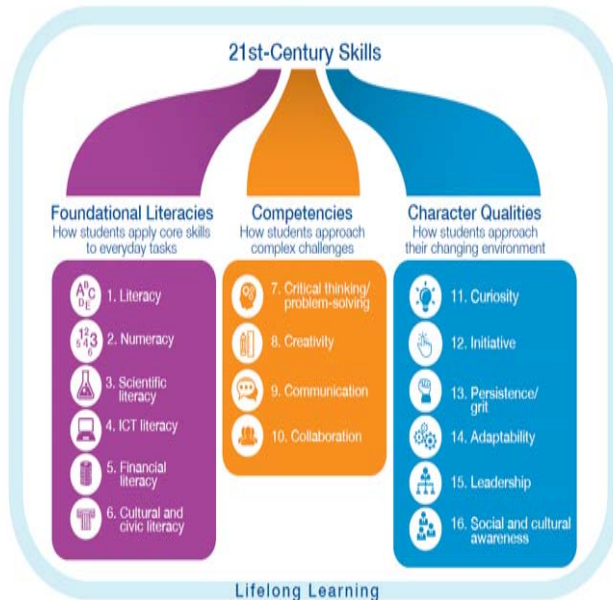 21st-Century Skills
Foundational Literacies
How students apply core skills
to everyday tasks
ABCDE
1. Literacy
123456
2. Numeracy
3. Scientific
literacy
4. ICT literacy
5. Financial
literacy
6. Cultural and
civic literacy
Competencies
How students approach
complex challenges
7. Critical thinking/
problem-solving
8. Creativity
9. Communication
10. Collaboration
Character Qualities
How students approach
their changing environment
11. Curiosity
12. Initiative
13. Persistence/
grit
14. Adaptability
15. Leadership
16. Social and cultural
awareness
Lifelong Learning